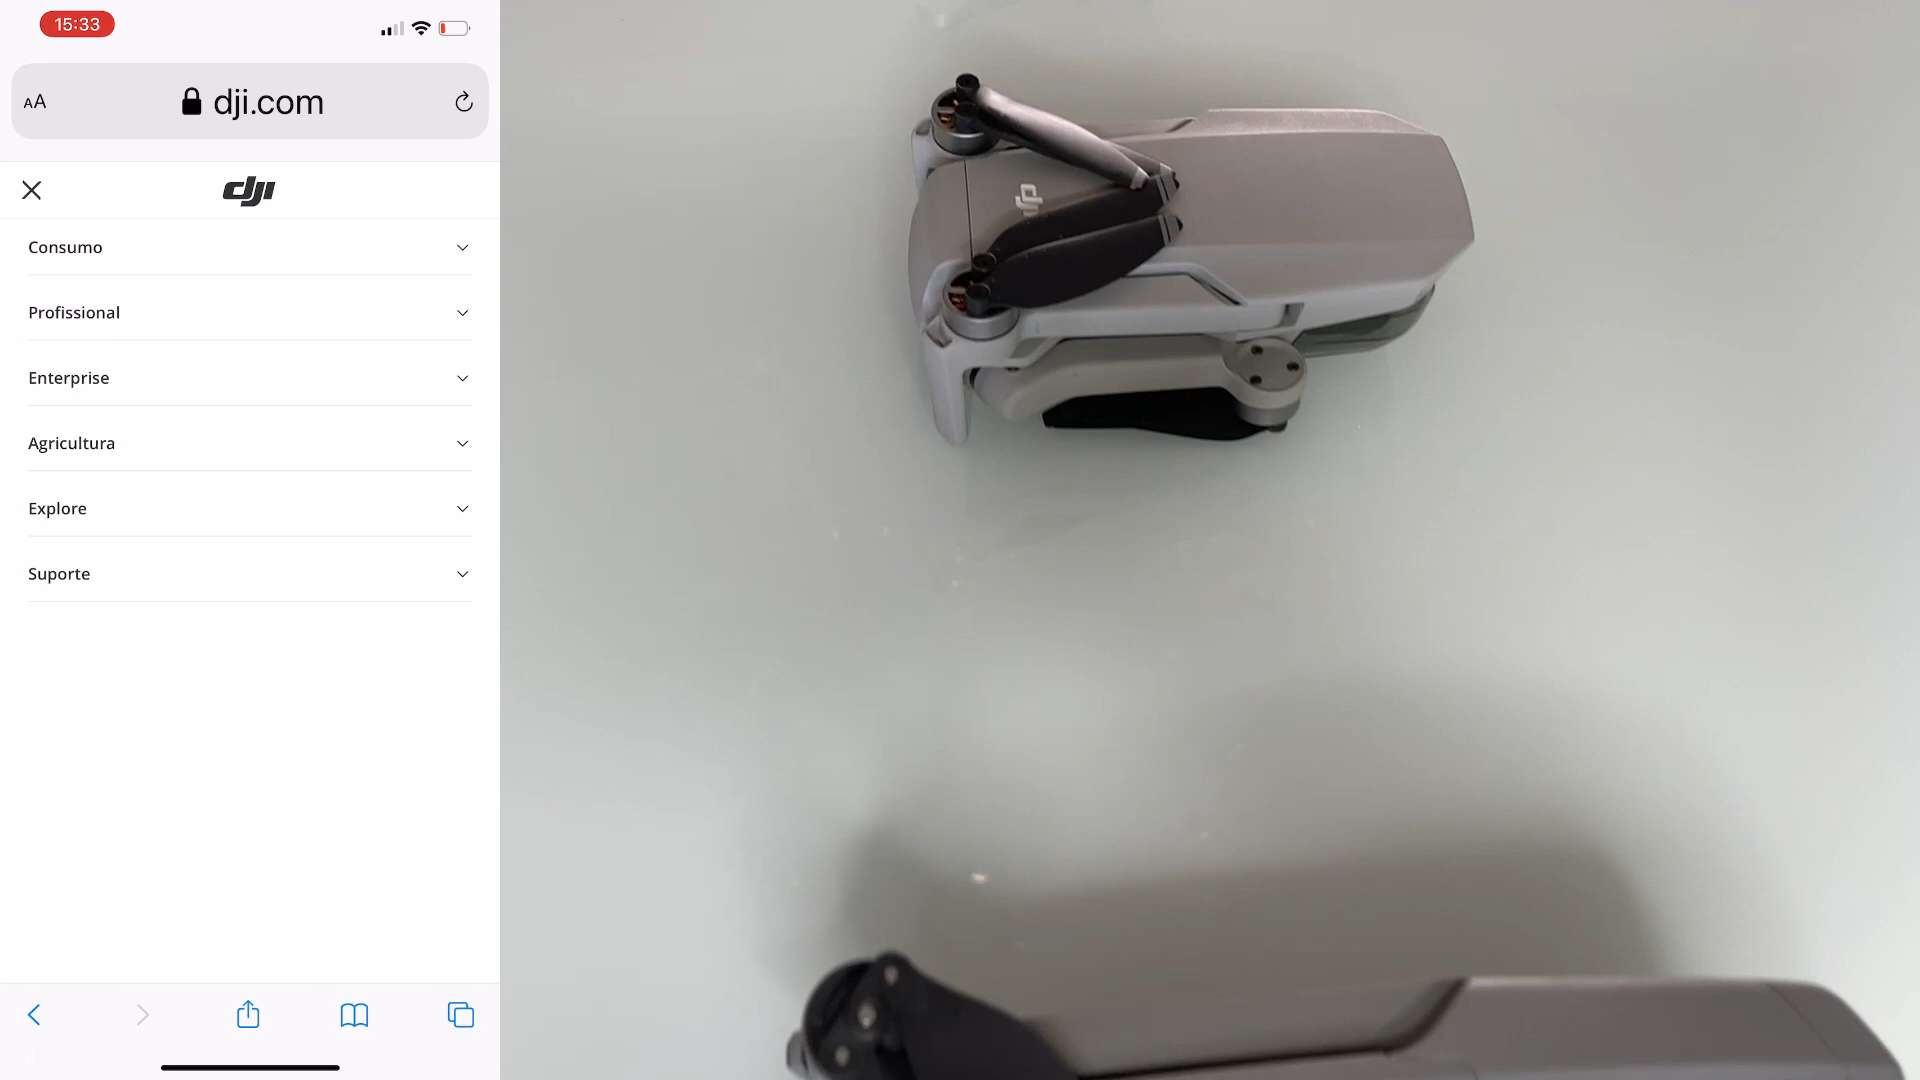 15:33
AA
dji.com
dji
Consumo
Profissional
Enterprise
Agricultura
Explore
Suporte
dji